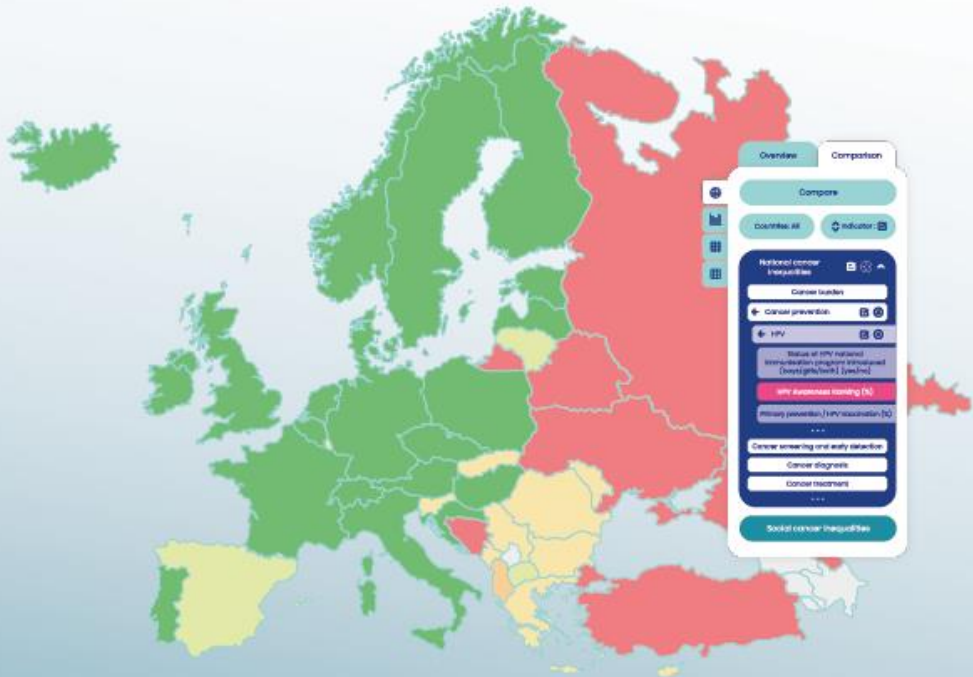 Overview
Comparison
Compare
Countries: All
Indicator:
National cancer
inequalities
Cancer burden
Cancer prevention
HPV
Status of HPV national
immunisation program introduced
(boys/girls/both) (yes/no)
HPV Awareness Ranking (%)
Primary prevention / HPV vaccination (%)
...
Cancer screening and early detection
Cancer diagnosis
Cancer treatment
...
Social cancer inequalities